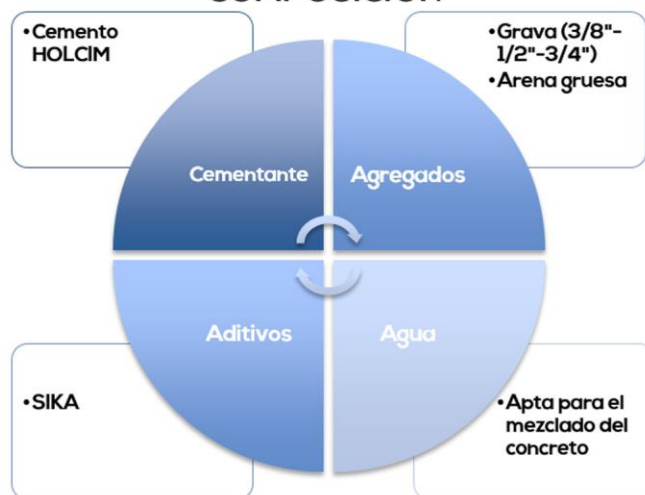 COMPOSICIÓN
•Cemento
HOLCIM
•Grava (3/8"-
1/2"-3/4")
•Arena gruesa
Cementante
Agregados
Aditivos
Agua
•SIKA
•Apta para el
mezclado del
concreto